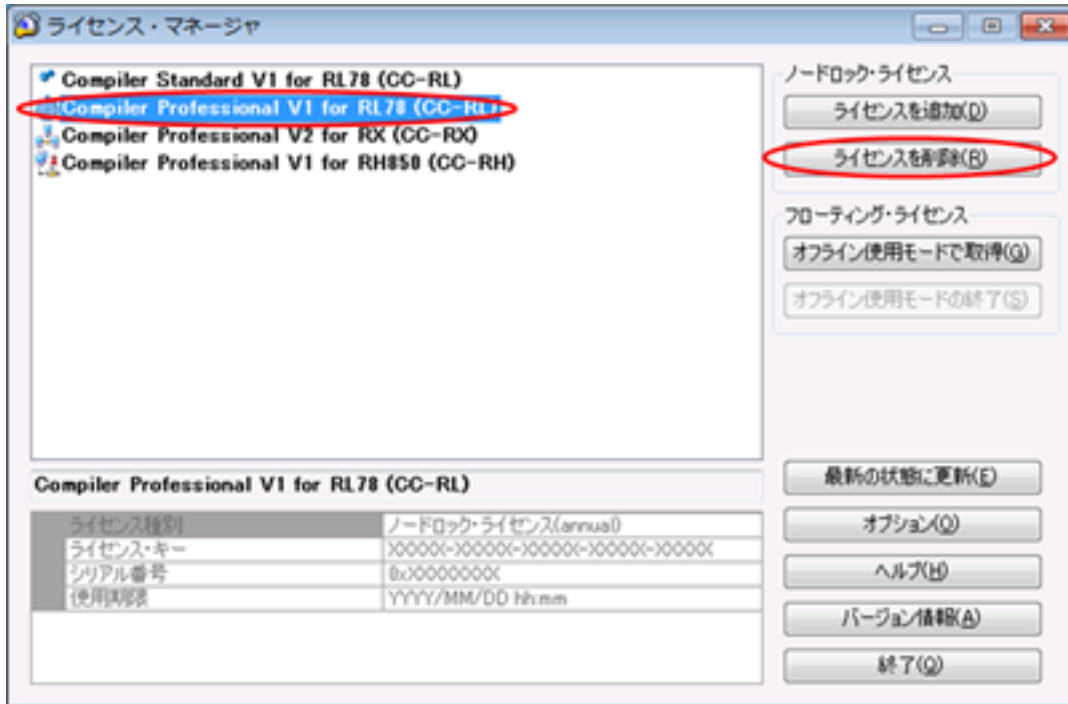 ライセンス・マネージャ
Compiler Standard V1 for RL78 (CC-RL)
Compiler Professional V1 for RL78 (CC-RL)
Compiler Professional V2 for RX (CC-RX)
Compiler Professional V1 for RH850 (CC-RH)
ノードロック・ライセンス
ライセンスを追加(D)
ライセンスを削除(R)
フローティング・ライセンス
オフライン使用モードで取得(G)
オフライン使用モードの終了(S)
Compiler Professional V1 for RL78 (CC-RL)
ライセンス種別 ノードロック・ライセンス(annual)
ライセンス・キー XXXXX-XXXXX-XXXXX-XXXXX-XXXXX
シリアル番号 0xXXXXXXXX
使用期限 YYYY/MM/DD hh:mm
最新の状態に更新(E)
オプション(O)
ヘルプ(H)
バージョン情報(A)
終了(Q)